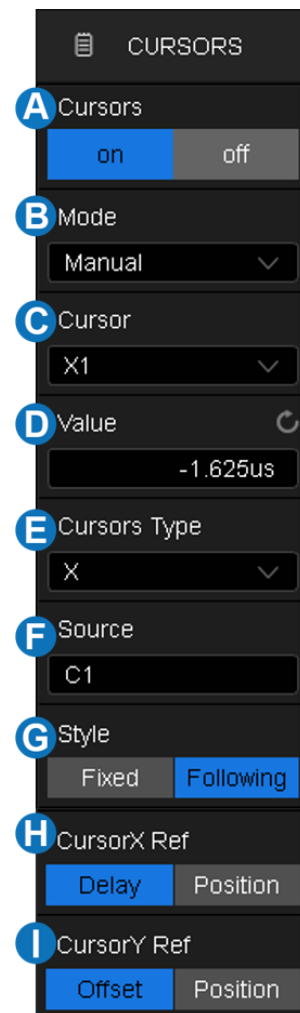 CURSORS
A Cursors
on off
B Mode
Manual
C Cursor
X1
D Value
-1.625us
E Cursors Type
X
F Source
C1
G Style
Fixed Following
H CursorX Ref
Delay Position
I CursorY Ref
Offset Position